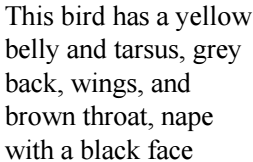 This bird has a yellow
belly and tarsus, grey
back, wings, and
brown throat, nape
with a black face